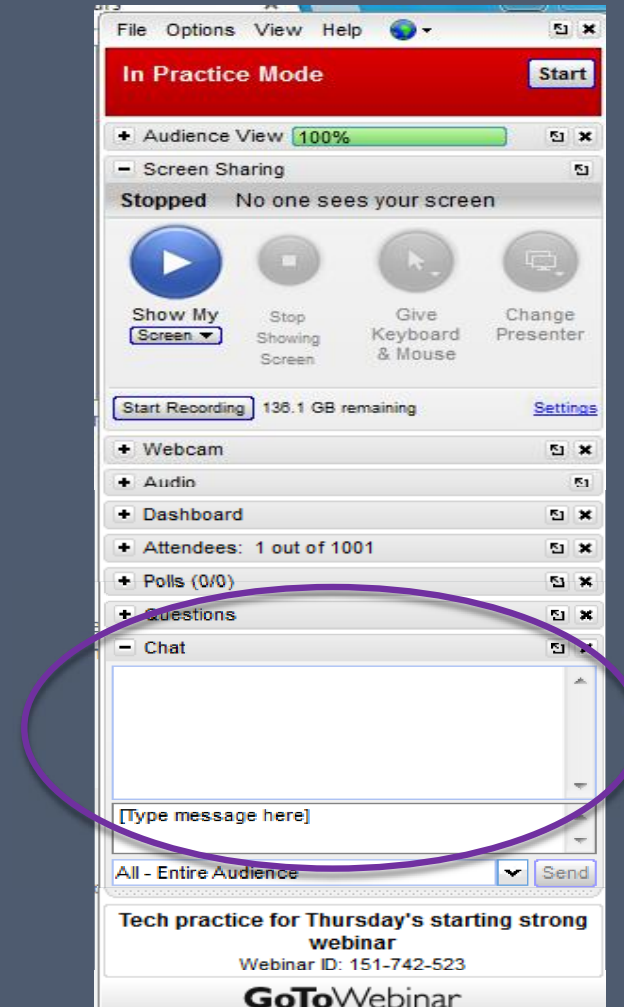 File Options View Help
In Practice Mode Start
Audience View 100%
Screen Sharing
Stopped No one sees your screen
Show My Stop Give Change
Screen Showing Keyboard Presenter
Screen & Mouse
Start Recording 136.1 GB remaining Settings
Webcam
Audio
Dashboard
Attendees: 1 out of 1001
Polls (0/0)
Questions
Chat
[Type message here]
All - Entire Audience Send
Tech practice for Thursday's starting strong
webinar
Webinar ID: 151-742-523
GoToWebinar